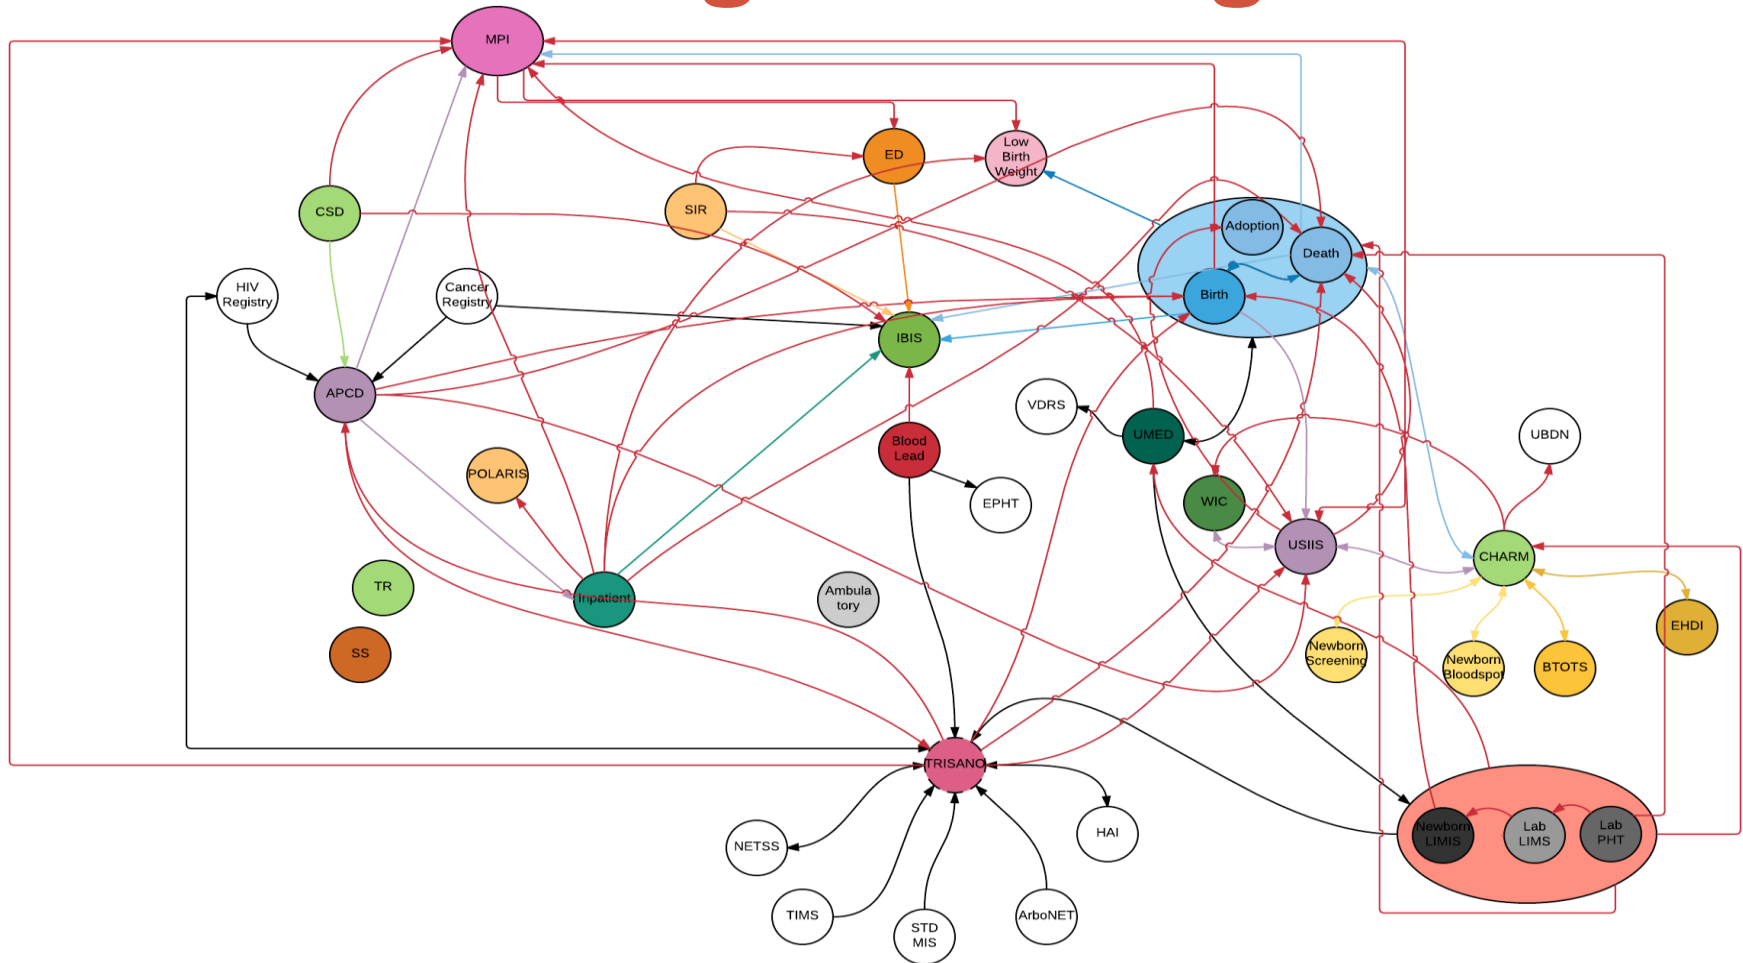 MPI
ED
Low
Birth
Weight
CSD
SIR
Adoption
Death
HIV
Registry
Cancer
Registry
Birth
IBIS
APCD
VDRS
UMED
UBDN
Blood
Lead
POLARIS
EPHT
WIC
USIIS
CHARM
TR
Inpatient
Ambula
tory
EHDI
SS
Newborn
Screening
Newborn
Bloodspot
BTOTS
TRISANO
NETSS
HAI
Newborn
LIMIS
Lab
LIMS
Lab
PHT
TIMS
STD
MIS
ArboNET